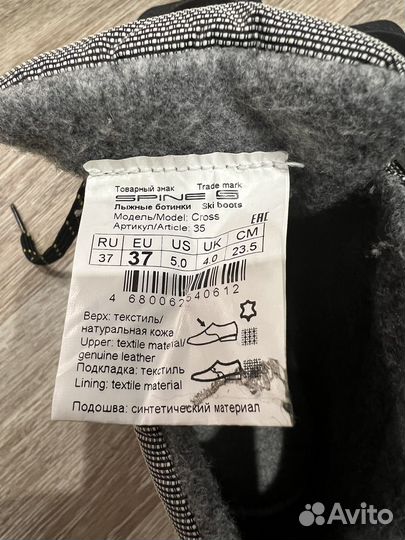 Товарный знак Trade mark
SPINE S
Лыжные ботинки Ski boots
Модель/Model: Cross
Артикул/Article: 35 EAC
RU EU US UK CM
37 37 5.0 4.0 23.5
4 680062 540612
Верх: текстиль/
натуральная кожа
Upper: textile material/
genuine leather
Подкладка: текстиль
Lining: textile material
Подошва: синтетический материал
Avito